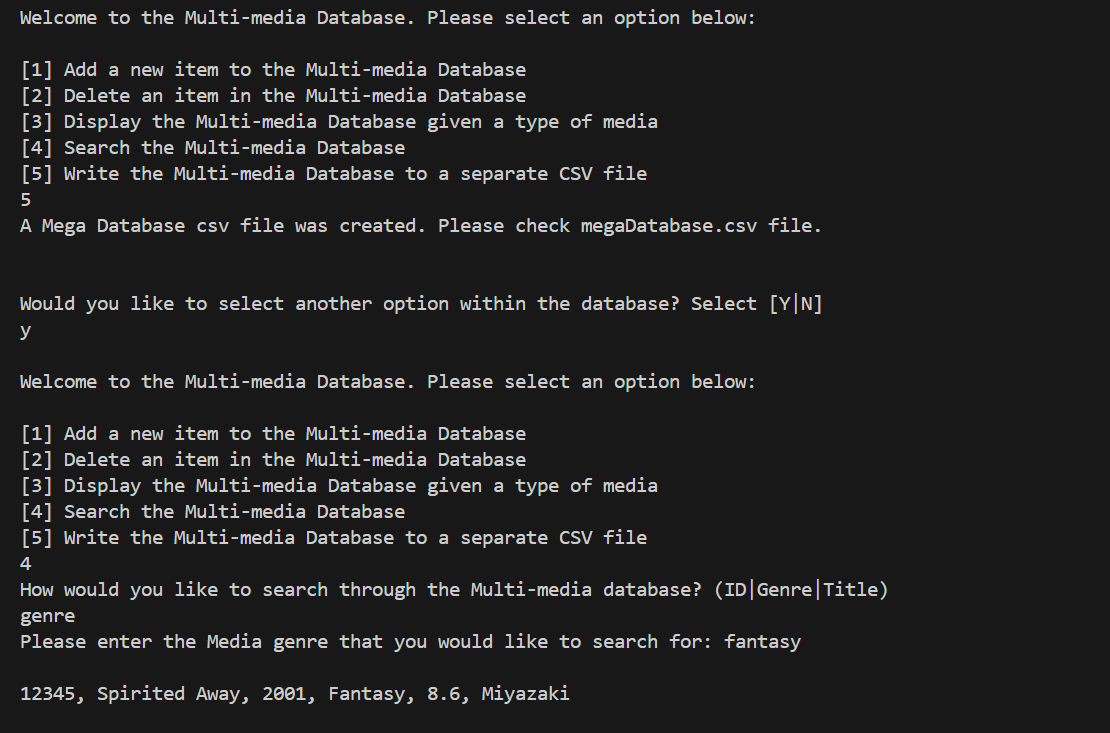 Welcome to the Multi-media Database. Please select an option below:
[1] Add a new item to the Multi-media Database
[2] Delete an item in the Multi-media Database
[3] Display the Multi-media Database given a type of media
[4] Search the Multi-media Database
[5] Write the Multi-media Database to a separate CSV file
5
A Mega Database csv file was created. Please check megaDatabase.csv file.
Would you like to select another option within the database? Select [Y|N]
y
Welcome to the Multi-media Database. Please select an option below:
[1] Add a new item to the Multi-media Database
[2] Delete an item in the Multi-media Database
[3] Display the Multi-media Database given a type of media
[4] Search the Multi-media Database
[5] Write the Multi-media Database to a separate CSV file
4
How would you like to search through the Multi-media database? (ID|Genre|Title)
genre
Please enter the Media genre that you would like to search for: fantasy
12345, Spirited Away, 2001, Fantasy, 8.6, Miyazaki